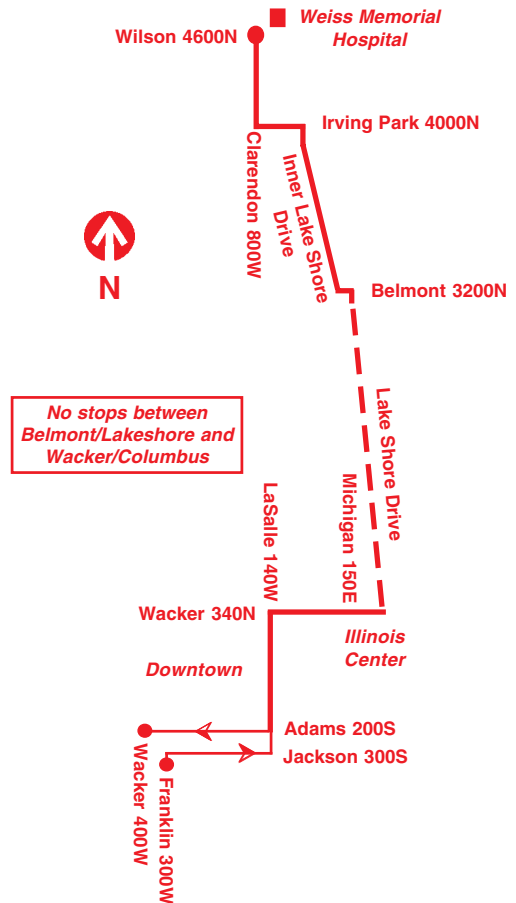 Weiss Memorial
Hospital
Wilson 4600N
Irving Park 4000N
Clarendon 800W
Inner Lake Shore
Drive
N
Belmont 3200N
No stops between
Belmont/Lakeshore and
Wacker/Columbus
Lake Shore Drive
Michigan 150E
LaSalle 140W
Wacker 340N
Illinois
Center
Downtown
Adams 200S
Jackson 300S
Wacker 400W
Franklin 300W